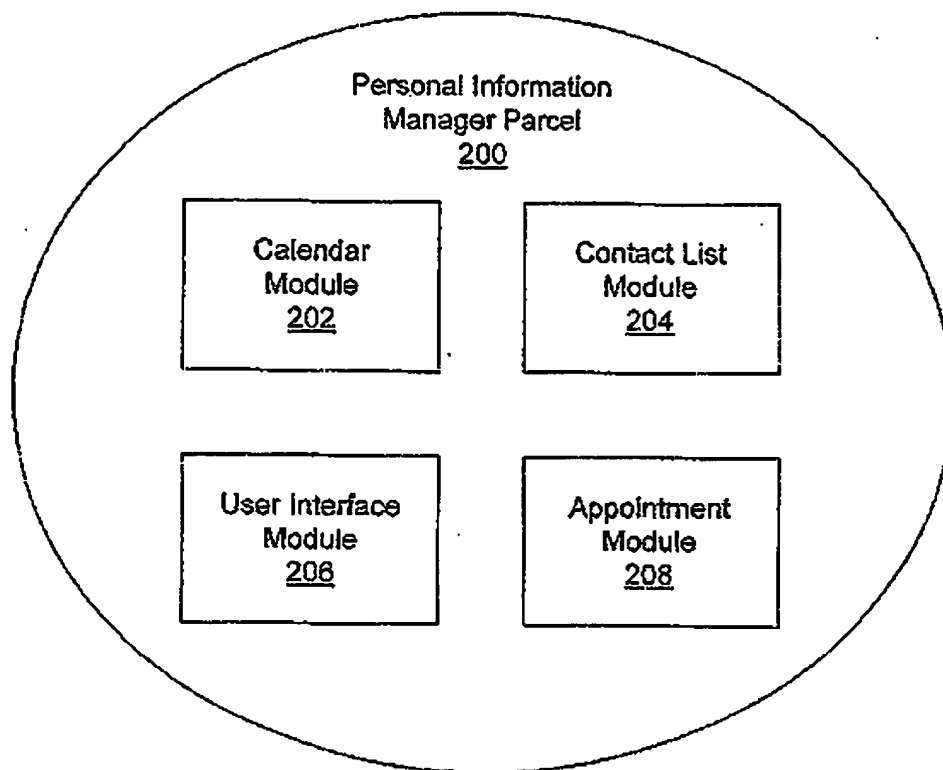 Personal Information
Manager Parcel
200
Calendar
Module
202
Contact List
Module
204
User Interface
Module
206
Appointment
Module
208